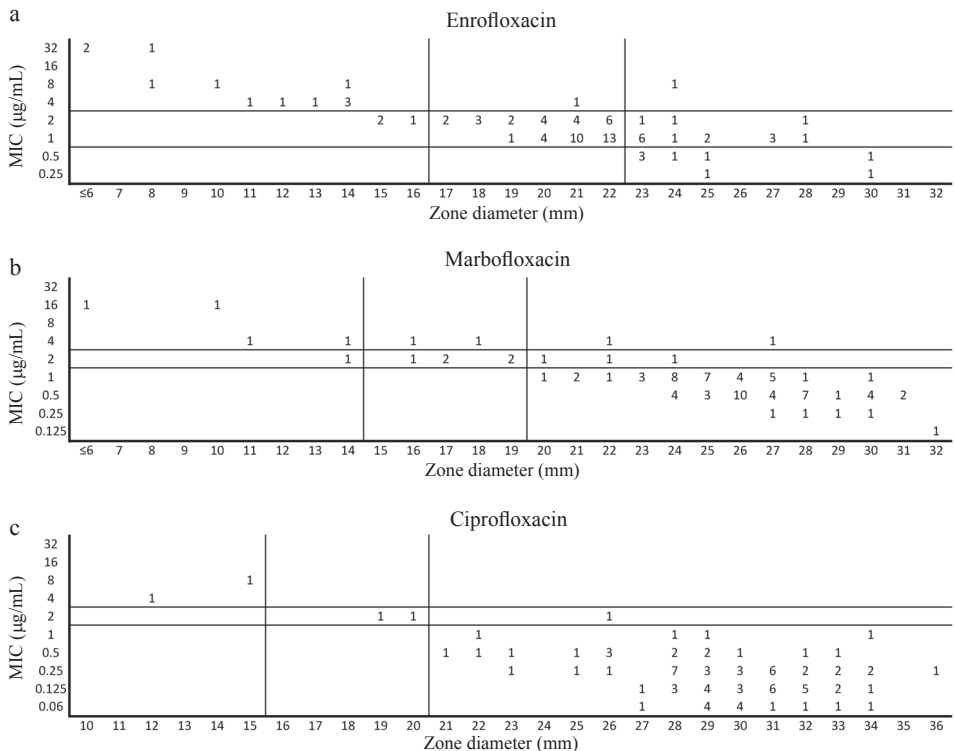 a
Enrofloxacin
MIC (µg/mL)
32 2 1
16
8 1 1 1 1
4 1 1 1 3 1
2 2 1 2 3 2 4 4 6 1 1 1
1 1 4 10 13 6 1 2 3 1
0.5 3 1 1 1
0.25 1 1
≤6 7 8 9 10 11 12 13 14 15 16 17 18 19 20 21 22 23 24 25 26 27 28 29 30 31 32
Zone diameter (mm)
b
Marbofloxacin
MIC (µg/mL)
32
16 1 1
8
4 1 1 1 1 1 1
2 1 1 2 2 1 1 1
1 1 2 1 3 8 7 4 5 1 1
0.5 4 3 10 4 7 1 4 2
0.25 1 1 1 1
0.125 1
≤6 7 8 9 10 11 12 13 14 15 16 17 18 19 20 21 22 23 24 25 26 27 28 29 30 31 32
Zone diameter (mm)
c
Ciprofloxacin
MIC (µg/mL)
32
16
8 1
4 1
2 1 1 1
1 1 1 1 1
0.5 1 1 1 1 3 2 2 1 1 1
0.25 1 1 1 7 3 3 6 2 2 2 1
0.125 1 3 4 3 6 5 2 1
0.06 1 4 4 1 1 1 1
10 11 12 13 14 15 16 17 18 19 20 21 22 23 24 25 26 27 28 29 30 31 32 33 34 35 36
Zone diameter (mm)